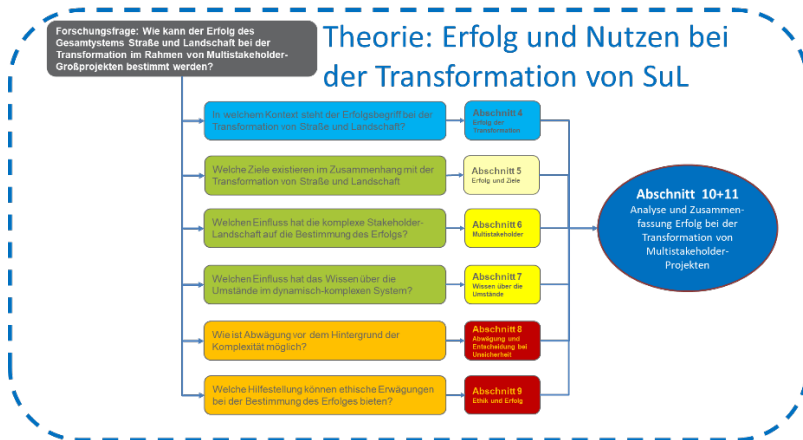 Forschungsfrage: Wie kann der Erfolg des
Gesamtystems Straße und Landschaft bei der
Transformation im Rahmen von Multistakeholder-
Großprojekten bestimmt werden?
Theorie: Erfolg und Nutzen bei
der Transformation von SuL
In welchem Kontext steht der Erfolgsbegriff bei der
Transformation von Straße und Landschaft?
Abschnitt 4
Erfolg der
Transformation
Welche Ziele existieren im Zusammenhang mit der
Transformation von Straße und Landschaft
Abschnitt 5
Erfolg und Ziele
Welchen Einfluss hat die komplexe Stakeholder-
Landschaft auf die Bestimmung des Erfolgs?
Abschnitt 6
Multistakeholder
Welchen Einfluss hat das Wissen über die
Umstände im dynamisch-komplexen System?
Abschnitt 7
Wissen über die
Umstände
Wie ist Abwägung vor dem Hintergrund der
Komplexität möglich?
Abschnitt 8
Abwägung und
Entscheidung bei
Unsicherheit
Welche Hilfestellung können ethische Erwägungen
bei der Bestimmung des Erfolges bieten?
Abschnitt 9
Ethik und Erfolg
Abschnitt 10+11
Analyse und Zusammen-
fassung Erfolg bei der
Transformation von
Multistakeholder-
Projekten